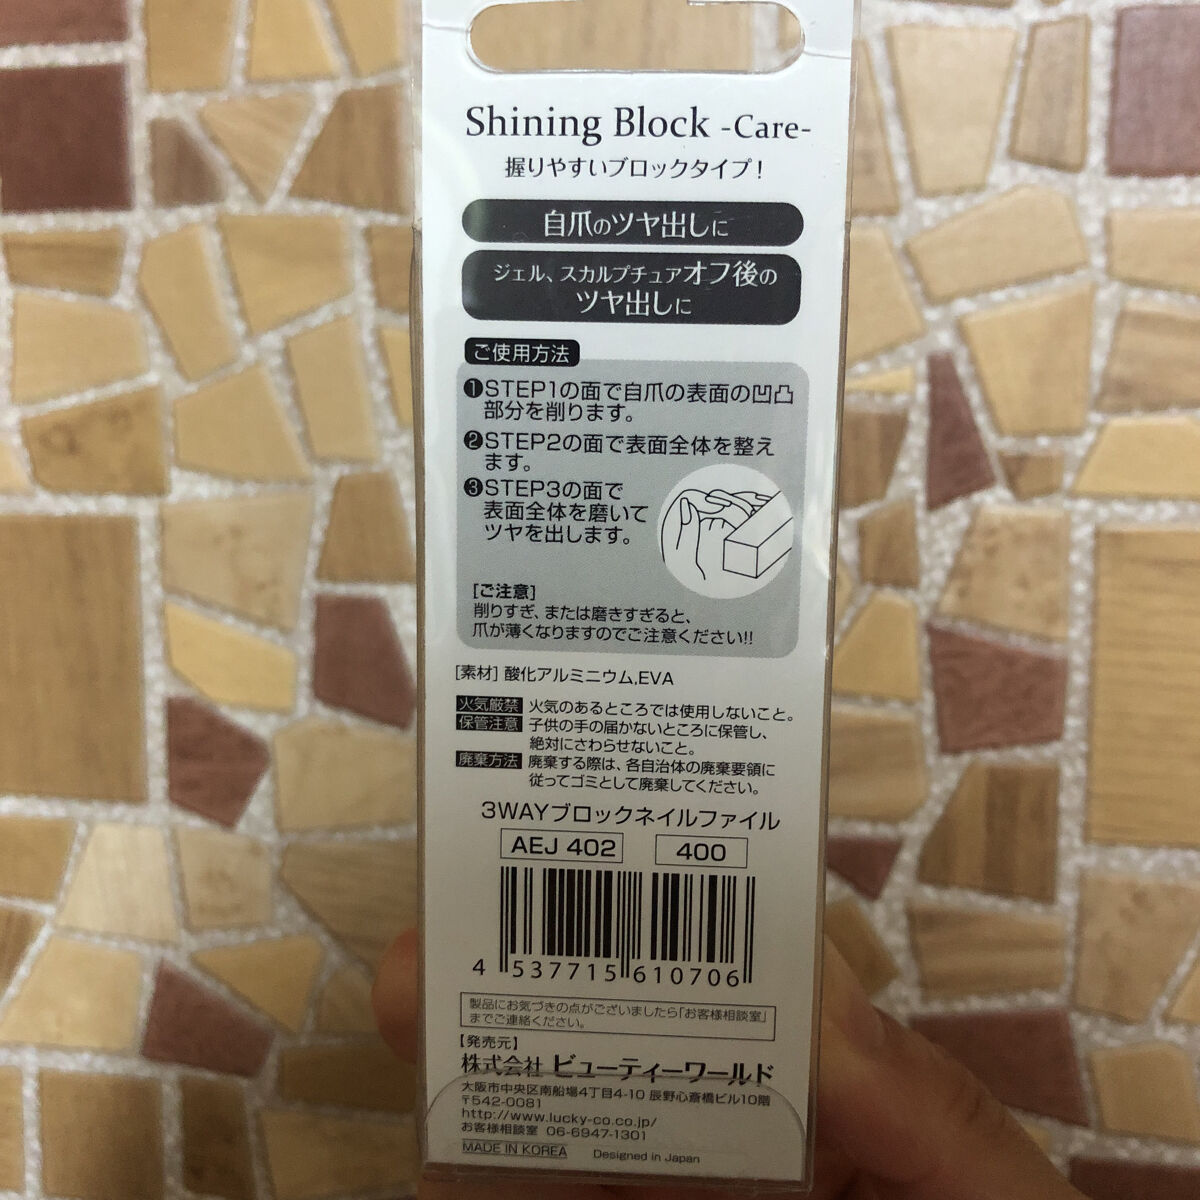 Shining Block -Care-
握りやすいブロックタイプ!
自爪のツヤ出しに
ジェル、スカルプチュアオフ後の
ツヤ出しに
ご使用方法
❶STEP1の面で自爪の表面の凹凸
部分を削ります。
❷STEP2の面で表面全体を整え
ます。
❸STEP3の面で
表面全体を磨いて
ツヤを出します。
[ご注意]
削りすぎ、または磨きすぎると、
爪が薄くなりますのでご注意ください!!
[素材] 酸化アルミニウム,EVA
火気厳禁 火気のあるところでは使用しないこと。
保管注意 子供の手の届かないところに保管し、
絶対にさわらせないこと。
廃棄方法 廃棄する際は、各自治体の廃棄要領に
従ってゴミとして廃棄してください。
3WAYブロックネイルファイル
AEJ 402 400
4 537715 610706
製品にお気づきの点がございましたら「お客様相談室」
までご連絡ください。
【発売元】
株式会社 ビューティーワールド
大阪市中央区南船場4丁目4-10 辰野心斎橋ビル10階
〒542-0081
http://www.lucky-co.co.jp/
お客様相談室 06-6947-1301
MADE IN KOREA Designed in Japan